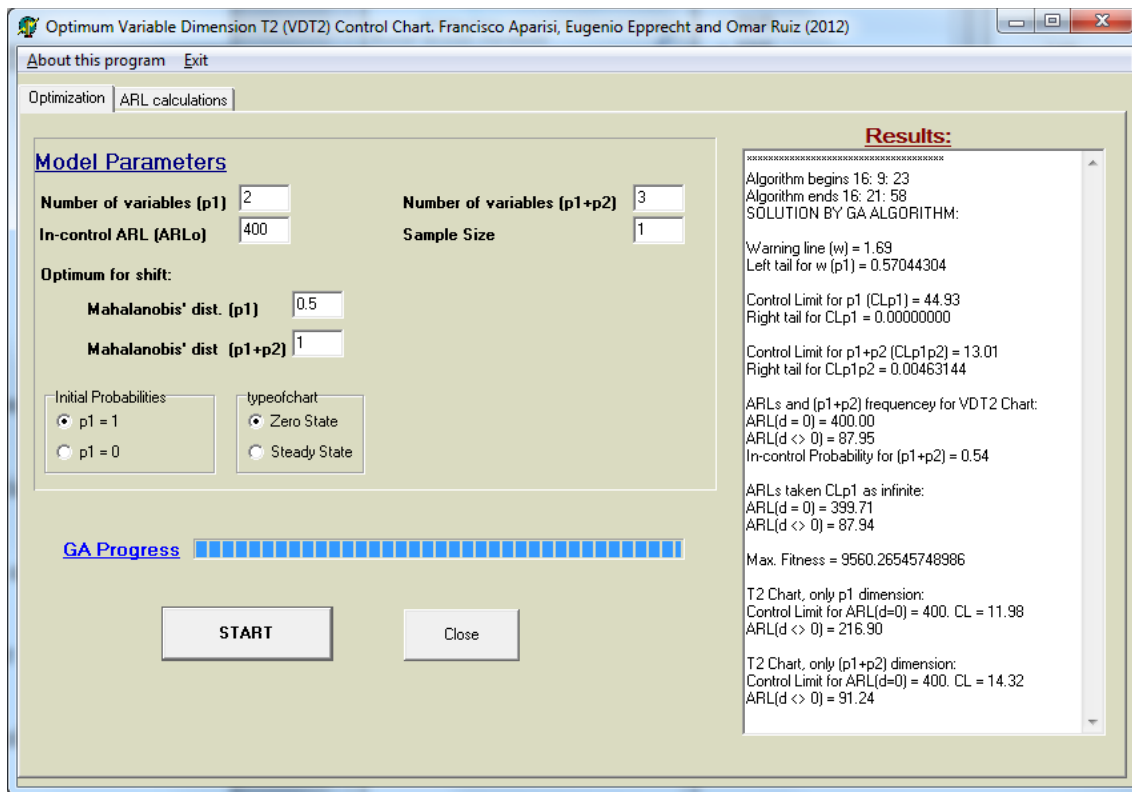 Optimum Variable Dimension T2 (VDT2) Control Chart. Francisco Aparisi, Eugenio Epprecht and Omar Ruiz (2012)
About this program Exit
Optimization ARL calculations
Model Parameters
Number of variables (p1) 2
Number of variables (p1+p2) 3
In-control ARL (ARLo) 400
Sample Size 1
Optimum for shift:
Mahalanobis' dist. (p1) 0.5
Mahalanobis' dist (p1+p2) 1
Initial Probabilities
p1 = 1
p1 = 0
typeofchart
Zero State
Steady State
GA Progress
START
Close
Results:
xxxxxxxxxxxxxxxxxxxxxxxxxxxxxxxxxxxxx
Algorithm begins 16: 9: 23
Algorithm ends 16: 21: 58
SOLUTION BY GA ALGORITHM:
Warning line (w) = 1.69
Left tail for w (p1) = 0.57044304
Control Limit for p1 (CLp1) = 44.93
Right tail for CLp1 = 0.00000000
Control Limit for p1+p2 (CLp1p2) = 13.01
Right tail for CLp1p2 = 0.00463144
ARLs and (p1+p2) frequencey for VDT2 Chart:
ARL(d = 0) = 400.00
ARL(d <> 0) = 87.95
In-control Probability for (p1+p2) = 0.54
ARLs taken CLp1 as infinite:
ARL(d = 0) = 399.71
ARL(d <> 0) = 87.94
Max. Fitness = 9560.26545748986
T2 Chart, only p1 dimension:
Control Limit for ARL(d=0) = 400. CL = 11.98
ARL(d <> 0) = 216.90
T2 Chart, only (p1+p2) dimension:
Control Limit for ARL(d=0) = 400. CL = 14.32
ARL(d <> 0) = 91.24